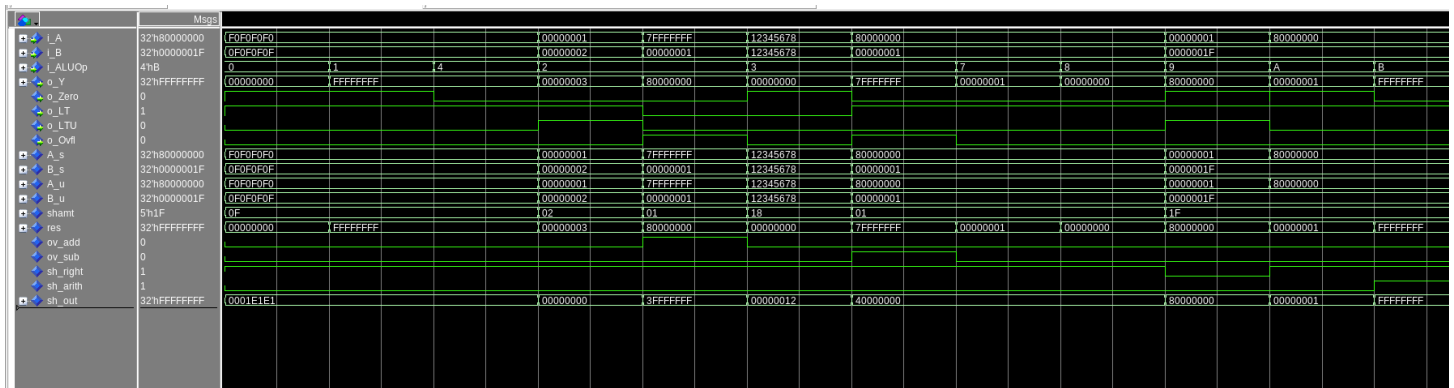 Msgs
i_A 32'h80000000 F0F0F0F0 00000001 7FFFFFFF 12345678 80000000 00000001 80000000
i_B 32'h0000001F 0F0F0F0F 00000002 00000001 12345678 00000001 0000001F
i_ALUOp 4'hB 0 1 4 2 3 7 8 9 A B
o_Y 32'hFFFFFFFF 00000000 FFFFFFFF 00000003 80000000 00000000 7FFFFFFF 00000001 00000000 80000000 00000001 FFFFFFFF
o_Zero 0
o_LT 1
o_LTU 0
o_Ovfl 0
A_s 32'h80000000 F0F0F0F0 00000001 7FFFFFFF 12345678 80000000 00000001 80000000
B_s 32'h0000001F 0F0F0F0F 00000002 00000001 12345678 00000001 0000001F
A_u 32'h80000000 F0F0F0F0 00000001 7FFFFFFF 12345678 80000000 00000001 80000000
B_u 32'h0000001F 0F0F0F0F 00000002 00000001 12345678 00000001 0000001F
shamt 5'h1F 0F 02 01 18 01 1F
res 32'hFFFFFFFF 00000000 FFFFFFFF 00000003 80000000 00000000 7FFFFFFF 00000001 00000000 80000000 00000001 FFFFFFFF
ov_add 0
ov_sub 0
sh_right 1
sh_arith 1
sh_out 32'hFFFFFFFF 0001E1E1 00000000 3FFFFFFF 00000012 40000000 80000000 00000001 FFFFFFFF